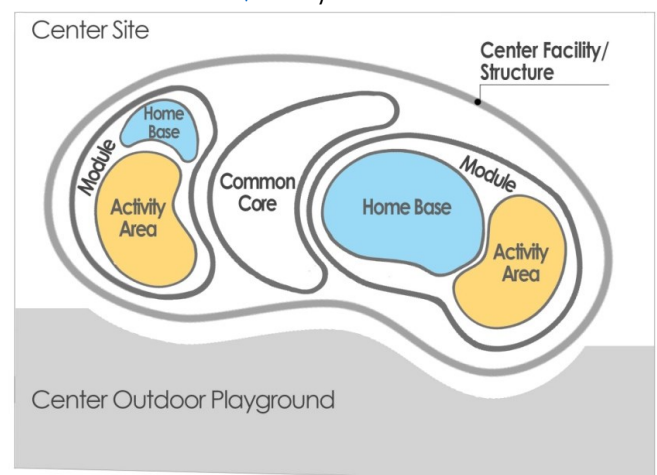 Center Site
Center Facility/
Structure
Home
Base
Module
Activity
Area
Common
Core
Home Base
Module
Activity
Area
Center Outdoor Playground